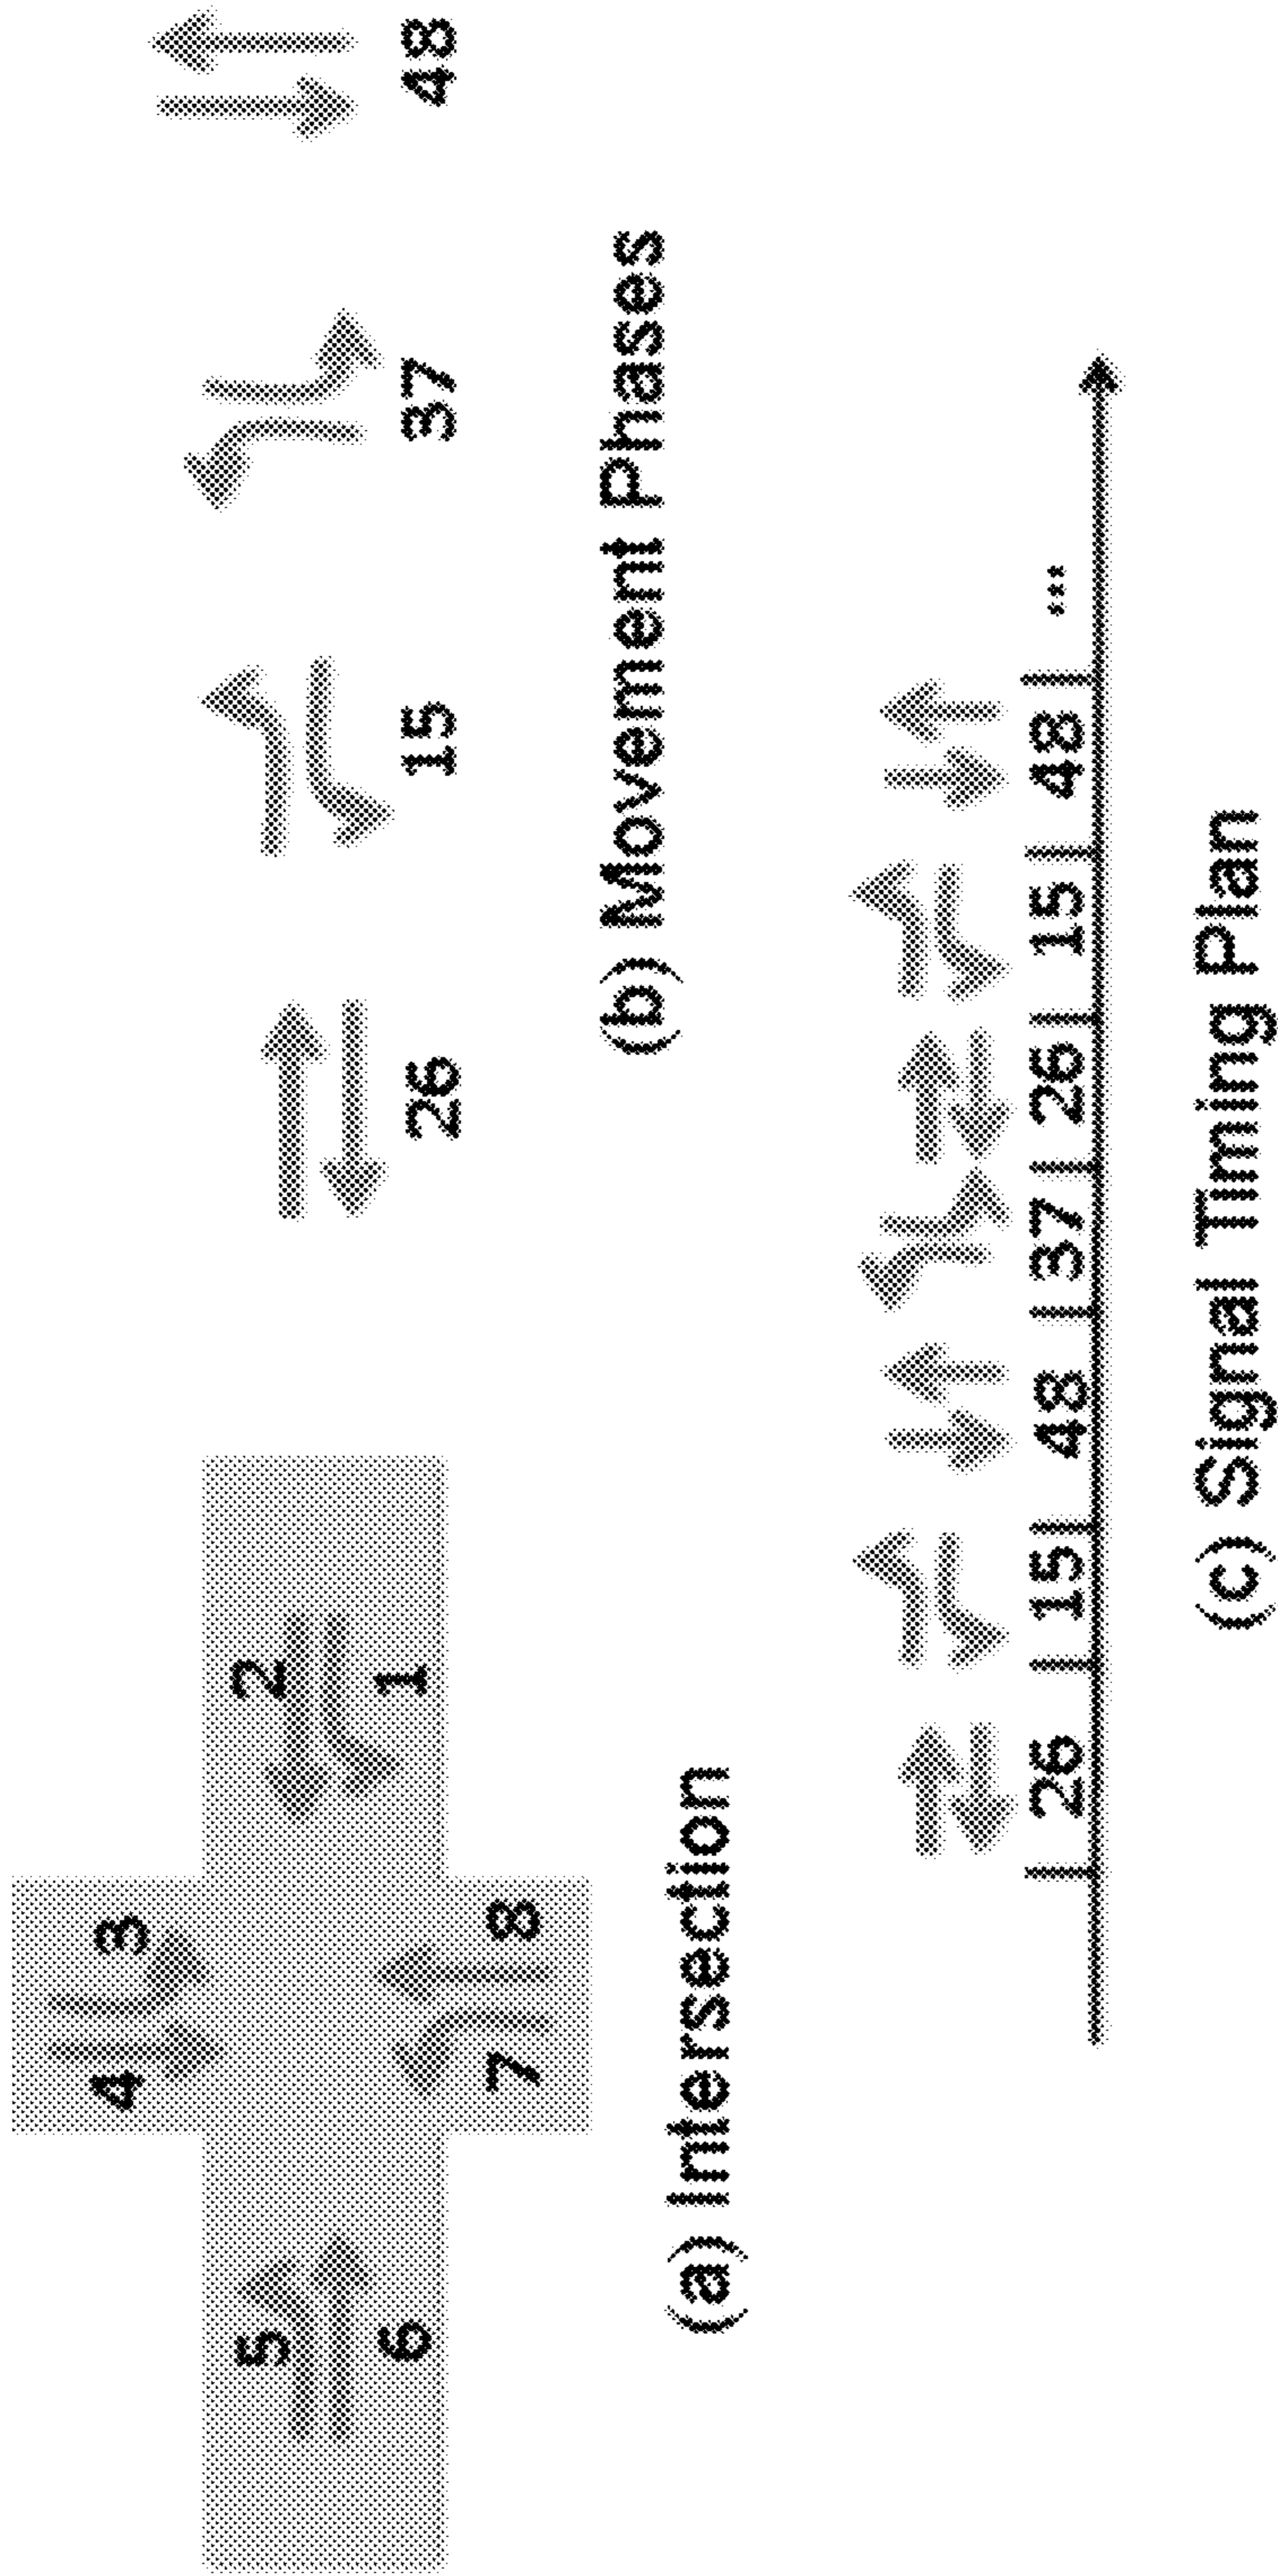 4 3
5 2
6 1
7 8
(a) Intersection
26 15 37 48
(b) Movement Phases
26 15 48 37 26 15 48 ...
(c) Signal Timing Plan